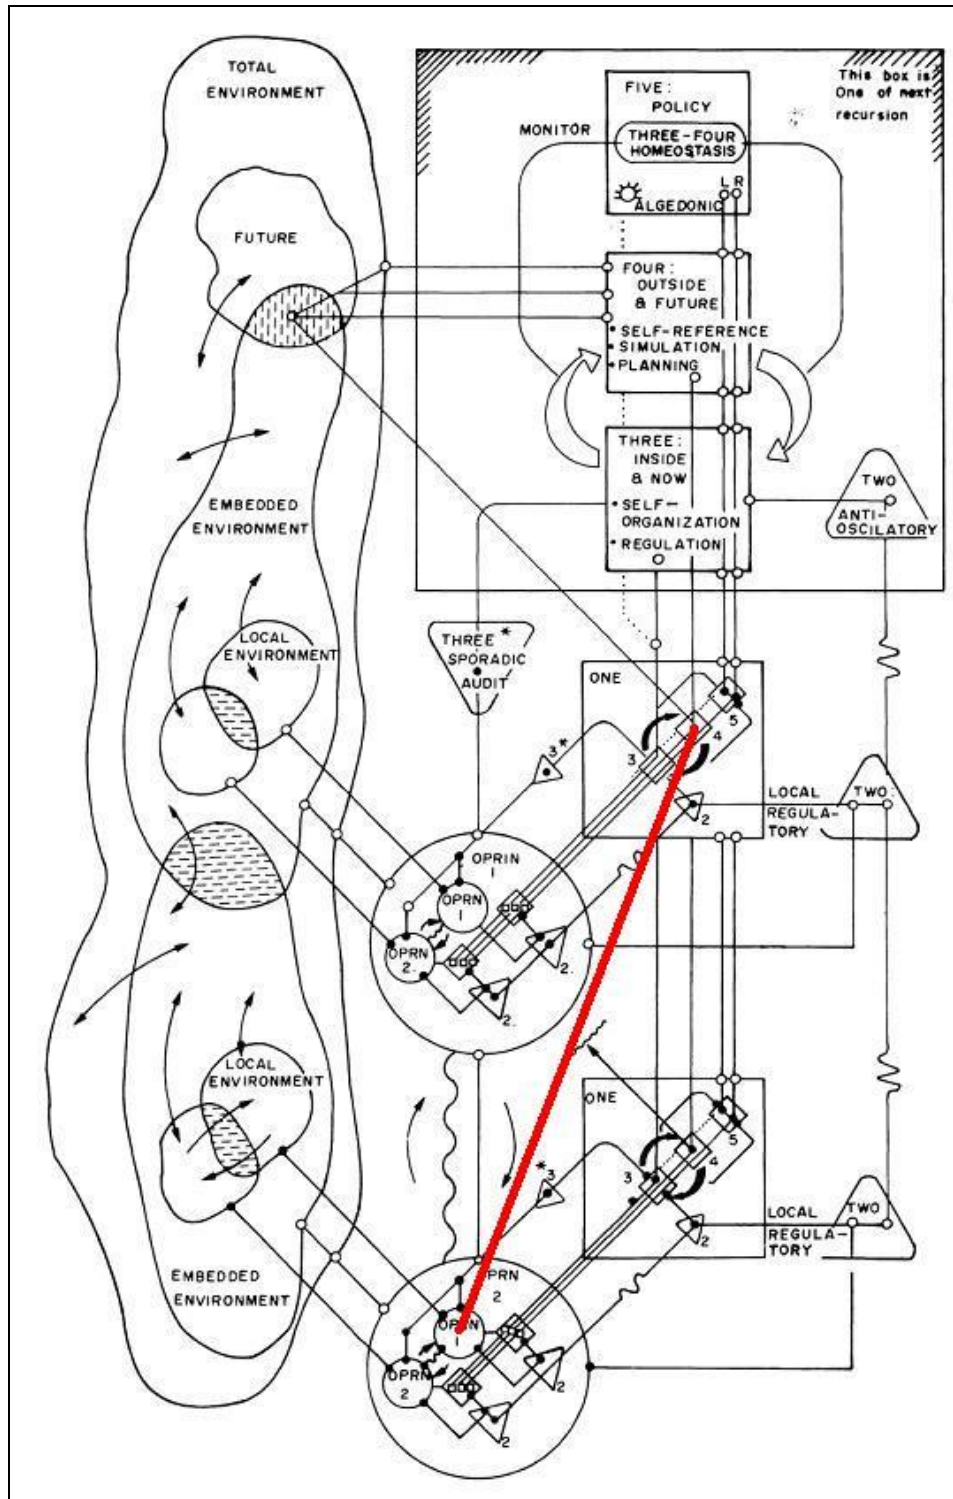 TOTAL
ENVIRONMENT
This box is
One of next
recursion
FIVE:
POLICY
MONITOR
THREE-FOUR
HOMEOSTASIS
L R
ALGEDONIC
FUTURE
FOUR:
OUTSIDE
& FUTURE
SELF-REFERENCE
SIMULATION
PLANNING
THREE:
INSIDE
& NOW
SELF-
ORGANIZATION
REGULATION
TWO
ANTI-
OSCILATORY
EMBEDDED
ENVIRONMENT
LOCAL
ENVIRONMENT
THREE *
SPORADIC
AUDIT
ONE
5
4
3
3*
2
LOCAL
REGULA-
TORY
TWO
OPRIN
1
OPRN
1
OPRN
2.
2.
2.
LOCAL
ENVIRONMENT
ONE
5
4
3
*3
2
LOCAL
REGULA-
TORY
TWO
EMBEDDED
ENVIRONMENT
PRN
2
OPRN
1
OPRN
2
2
2